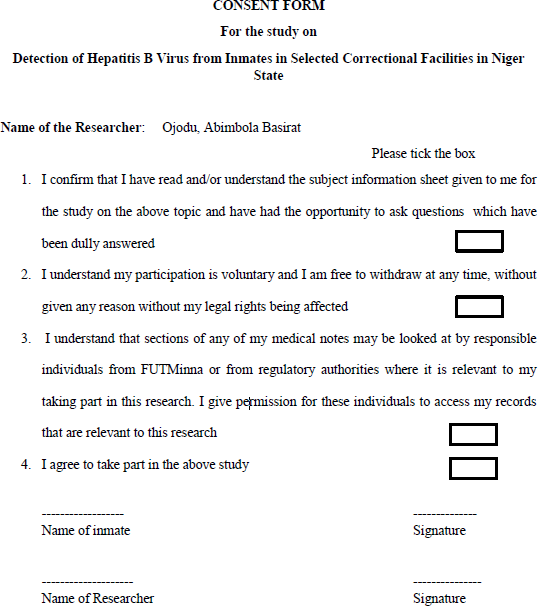 CONSENT FORM
For the study on
Detection of Hepatitis B Virus from Inmates in Selected Correctional Facilities in Niger
State
Name of the Researcher: Ojodu, Abimbola Basirat
Please tick the box
1. I confirm that I have read and/or understand the subject information sheet given to me for
the study on the above topic and have had the opportunity to ask questions which have
been dully answered
2. I understand my participation is voluntary and I am free to withdraw at any time, without
given any reason without my legal rights being affected
3. I understand that sections of any of my medical notes may be looked at by responsible
individuals from FUTMinna or from regulatory authorities where it is relevant to my
taking part in this research. I give permission for these individuals to access my records
that are relevant to this research
4. I agree to take part in the above study
------------------ --------------
Name of inmate Signature
-------------------- ---------------
Name of Researcher Signature